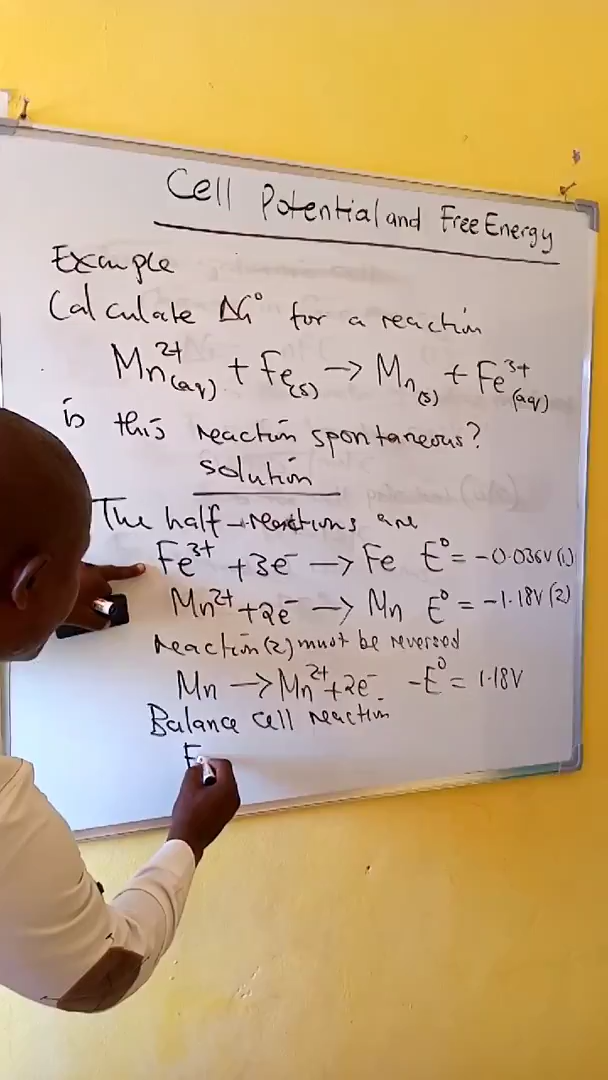 Cell Potential and Free Energy
Example
Calculate ΔG° for a reaction
Mn²⁺(aq) + Fe(s) → Mn(s) + Fe³⁺(aq)
is this reaction spontaneous?
solution
The half-reactions are
Fe³⁺ + 3e⁻ → Fe E° = -0.036V (1)
Mn²⁺ + 2e⁻ → Mn E° = -1.18V (2)
reaction (2) must be reversed
Mn → Mn²⁺ + 2e⁻ -E° = 1.18V
Balance cell reaction
F